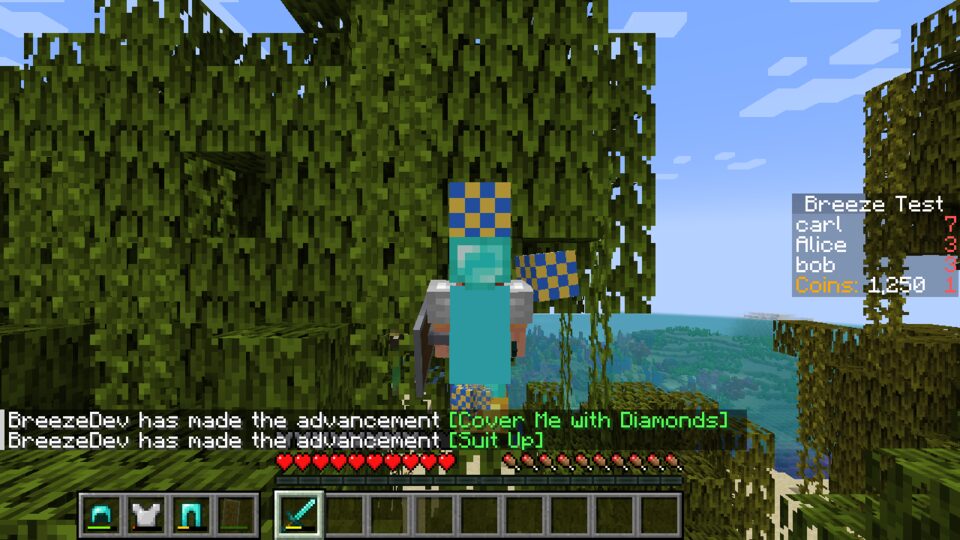 Breeze Test
carl 7
Alice 3
bob 3
Coins: 1,250 1
BreezeDev has made the advancement [Cover Me with Diamonds]
BreezeDev has made the advancement [Suit Up]